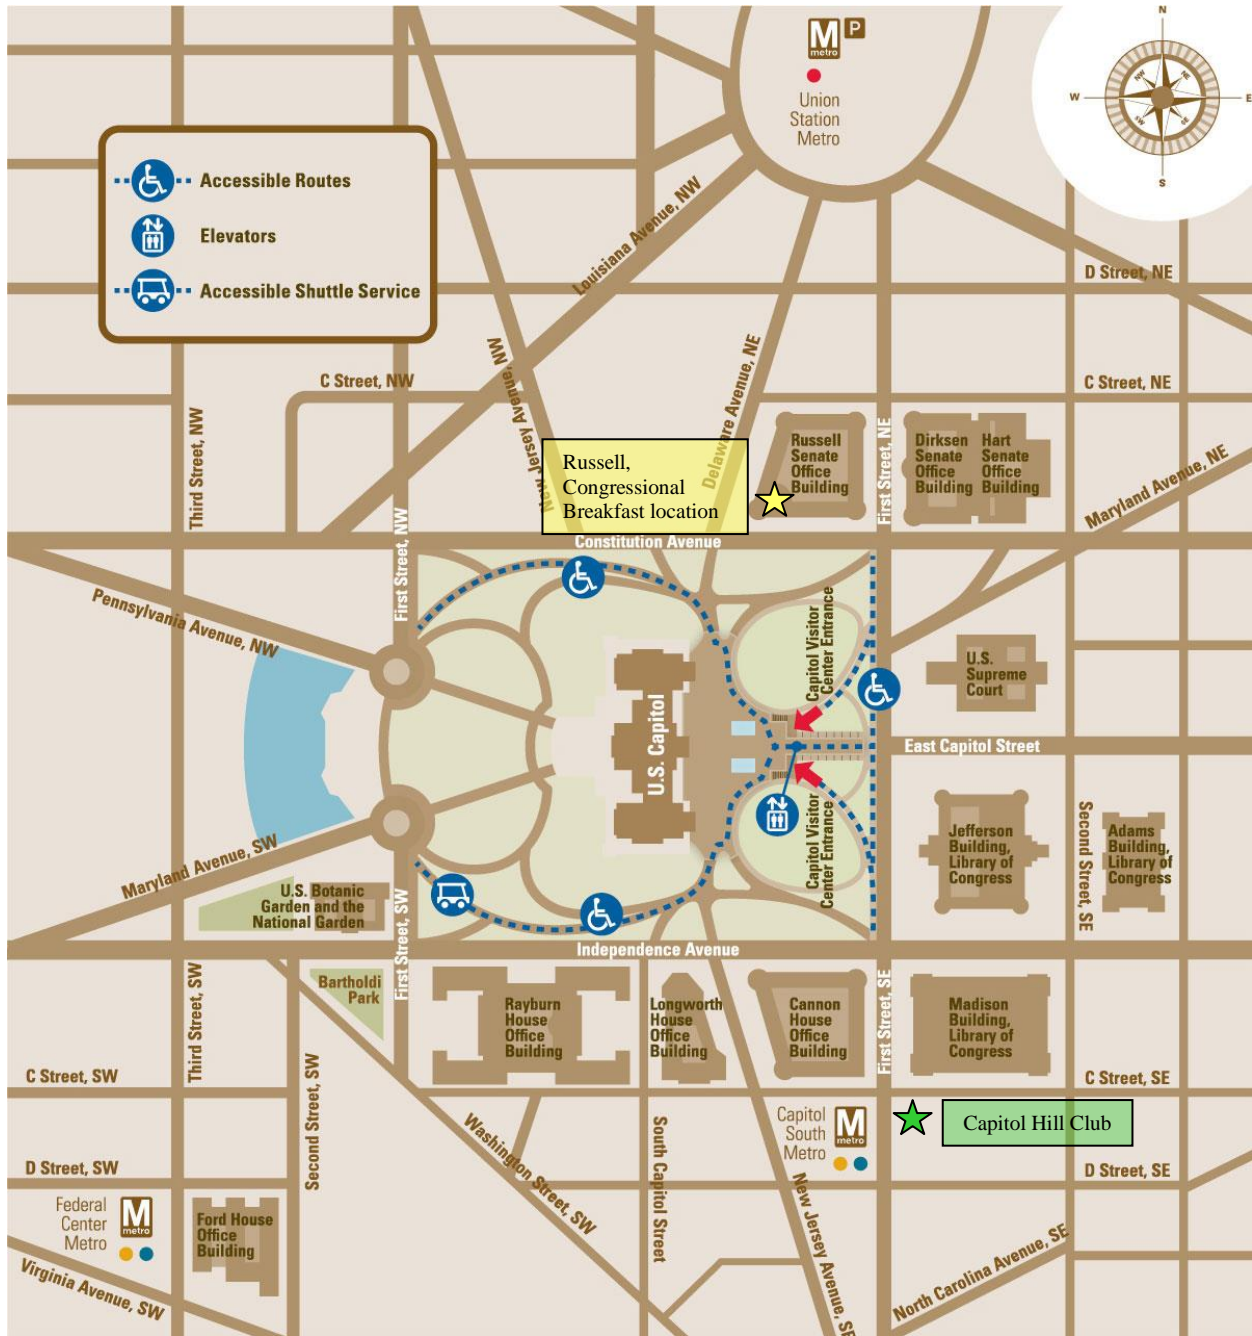 N
NW
NE
W
E
SW
SE
S
M
metro
P
Union
Station
Metro
Accessible Routes
Elevators
Accessible Shuttle Service
Louisiana Avenue, NW
D Street, NE
New Jersey Avenue, NW
Delaware Avenue, NE
C Street, NW
C Street, NE
Third Street, NW
First Street, NE
Russell
Senate
Office
Building
Dirksen
Senate
Office
Building
Hart
Senate
Office
Building
Maryland Avenue, NE
Russell,
Congressional
Breakfast location
Constitution Avenue
First Street, NW
Pennsylvania Avenue, NW
Capitol Visitor
Center Entrance
U.S.
Supreme
Court
U.S. Capitol
East Capitol Street
Capitol Visitor
Center Entrance
Jefferson
Building,
Library of
Congress
Second Street, SE
Adams
Building,
Library of
Congress
Maryland Avenue, SW
U.S. Botanic
Garden and the
National Garden
First Street, SW
Independence Avenue
Bartholdi
Park
Third Street, SW
Rayburn
House
Office
Building
Longworth
House
Office
Building
Cannon
House
Office
Building
First Street, SE
Madison
Building,
Library of
Congress
C Street, SW
C Street, SE
Second Street, SW
Washington Street, SW
South Capitol Street
Capitol
South
Metro
M
metro
Capitol Hill Club
D Street, SW
D Street, SE
New Jersey Avenue, SE
Federal
Center
Metro
M
metro
Ford House
Office
Building
Virginia Avenue, SW
North Carolina Avenue, SE